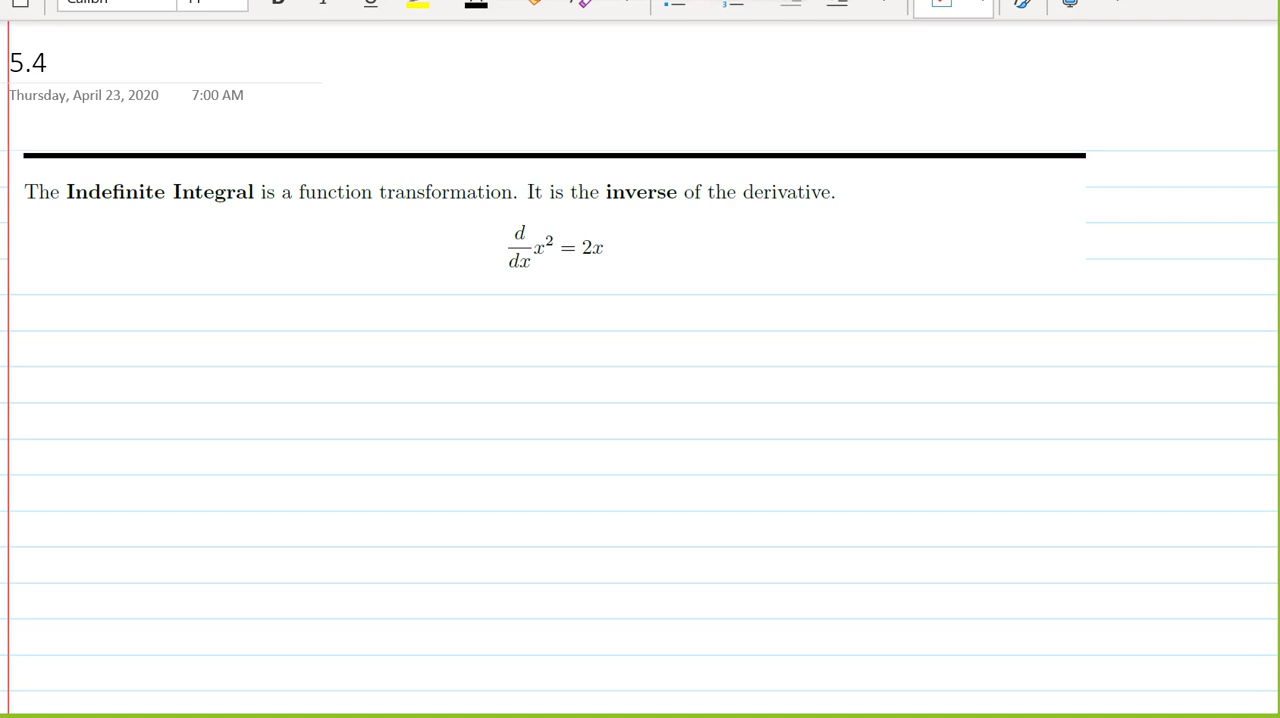 5.4
Thursday, April 23, 2020 7:00 AM
The Indefinite Integral is a function transformation. It is the inverse of the derivative.
d/dx x² = 2x